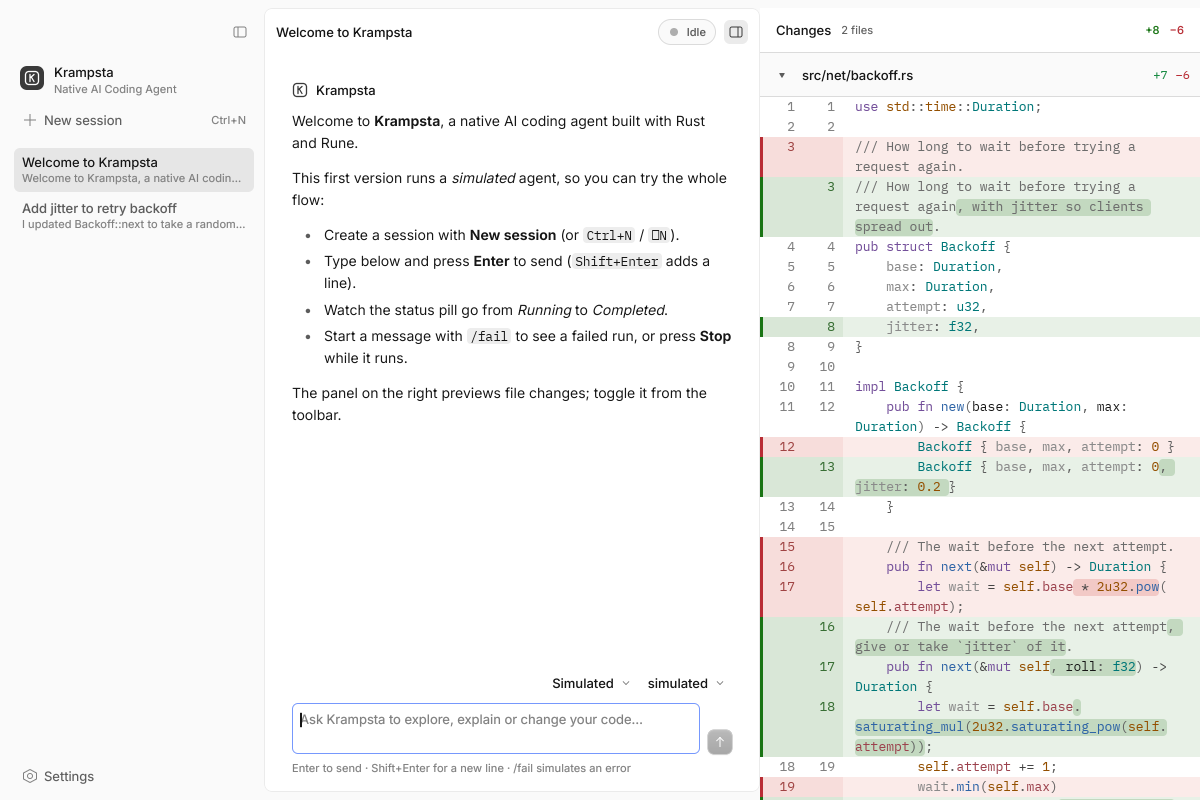 Krampsta
Native AI Coding Agent
New session Ctrl+N
Welcome to Krampsta
Welcome to Krampsta, a native AI codin...
Add jitter to retry backoff
I updated Backoff::next to take a random...
Settings
Welcome to Krampsta Idle
Krampsta
Welcome to Krampsta, a native AI coding agent built with Rust
and Rune.
This first version runs a simulated agent, so you can try the whole
flow:
• Create a session with New session (or Ctrl+N / N).
• Type below and press Enter to send (Shift+Enter adds a
line).
• Watch the status pill go from Running to Completed.
• Start a message with /fail to see a failed run, or press Stop
while it runs.
The panel on the right previews file changes; toggle it from the
toolbar.
Simulated simulated
Ask Krampsta to explore, explain or change your code...
Enter to send · Shift+Enter for a new line · /fail simulates an error
Changes 2 files +8 −6
src/net/backoff.rs +7 −6
1 1 use std::time::Duration;
2 2
3 /// How long to wait before trying a
request again.
3 /// How long to wait before trying a
request again, with jitter so clients
spread out.
4 4 pub struct Backoff {
5 5 base: Duration,
6 6 max: Duration,
7 7 attempt: u32,
8 jitter: f32,
8 9 }
9 10
10 11 impl Backoff {
11 12 pub fn new(base: Duration, max:
Duration) -> Backoff {
12 Backoff { base, max, attempt: 0 }
13 Backoff { base, max, attempt: 0,
jitter: 0.2 }
13 14 }
14 15
15 /// The wait before the next attempt.
16 pub fn next(&mut self) -> Duration {
17 let wait = self.base * 2u32.pow(
self.attempt);
16 /// The wait before the next attempt,
give or take `jitter` of it.
17 pub fn next(&mut self, roll: f32) ->
Duration {
18 let wait = self.base.
saturating_mul(2u32.saturating_pow(self.
attempt));
18 19 self.attempt += 1;
19 wait.min(self.max)